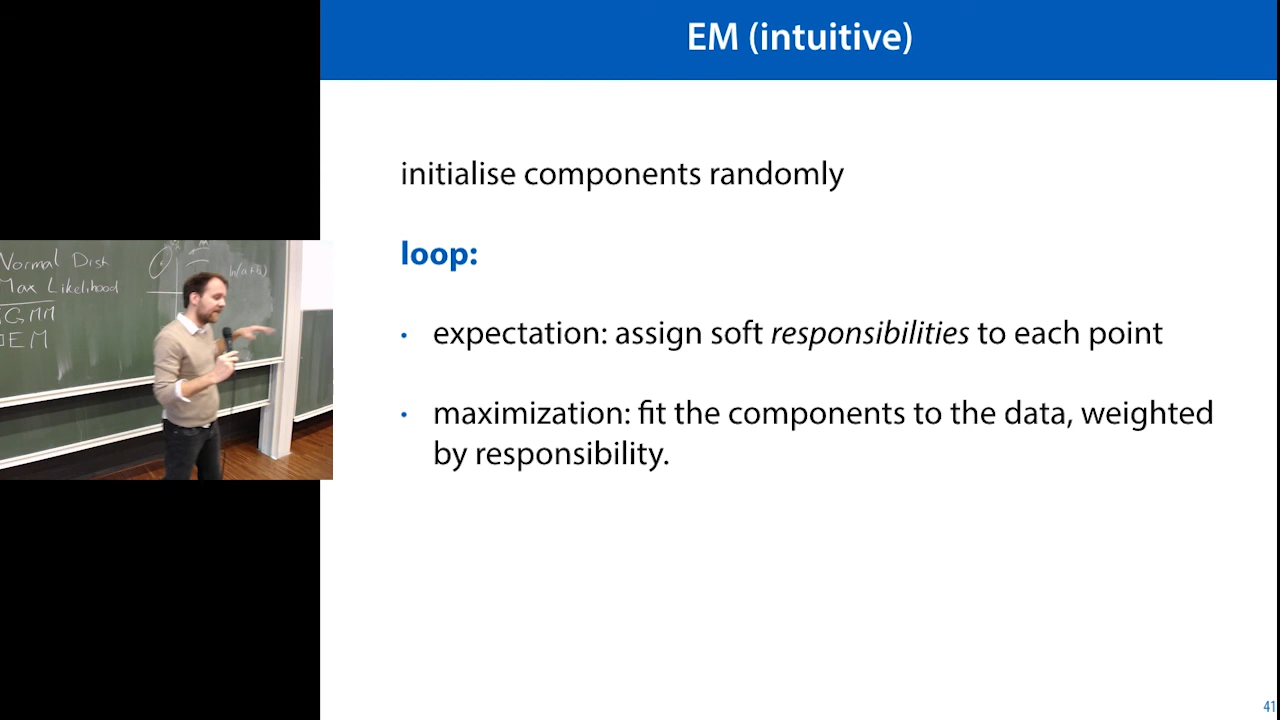 EM (intuitive)
initialise components randomly
loop:
• expectation: assign soft responsibilities to each point
• maximization: fit the components to the data, weighted
by responsibility.
41
Normal Dist
Max Likelihood
GMM
EM